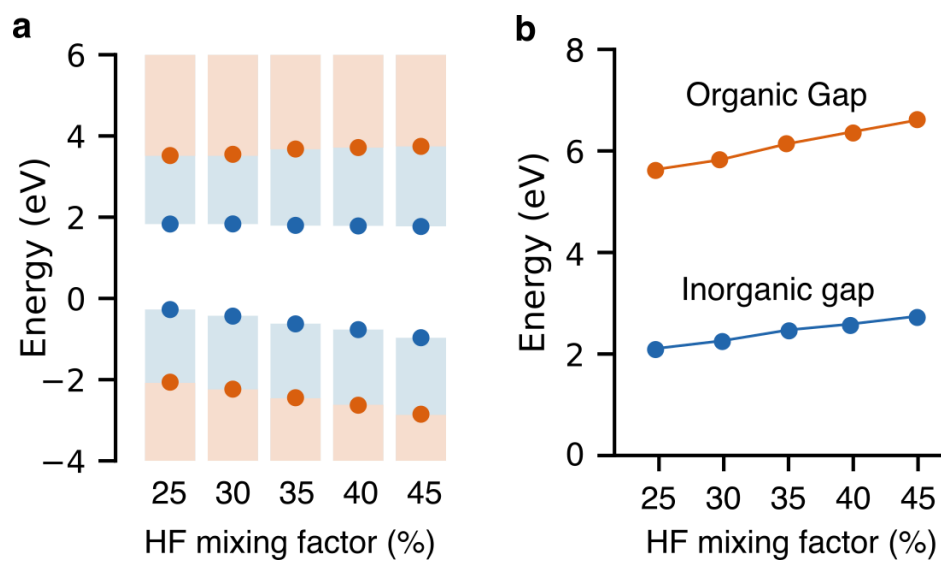 a
Energy (eV)
6
4
2
0
−2
−4
25 30 35 40 45
HF mixing factor (%)
b
Energy (eV)
8
6
4
2
0
Organic Gap
Inorganic gap
25 30 35 40 45
HF mixing factor (%)